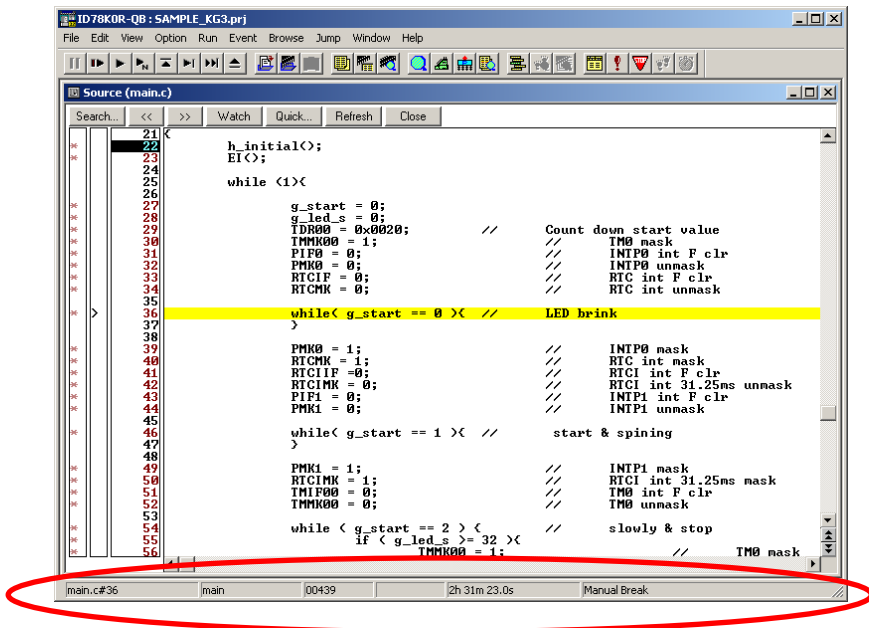 ID78K0R-QB : SAMPLE_KG3.prj
File Edit View Option Run Event Browse Jump Window Help
Source (main.c)
Search... << >> Watch Quick... Refresh Close
21 {
* 22 h_initial();
* 23 EI();
24
25 while (1){
26
* 27 g_start = 0;
* 28 g_led_s = 0;
* 29 TDR00 = 0x0020; // Count down start value
* 30 TMMK00 = 1; // TM0 mask
* 31 PIF0 = 0; // INTP0 int F clr
* 32 PMK0 = 0; // INTP0 unmask
* 33 RTCIF = 0; // RTC int F clr
* 34 RTCMK = 0; // RTC int unmask
35
* > 36 while( g_start == 0 ){ // LED brink
37 }
38
* 39 PMK0 = 1; // INTP0 mask
* 40 RTCMK = 1; // RTC int mask
* 41 RTCIIF =0; // RTCI int F clr
* 42 RTCIMK = 0; // RTCI int 31.25ms unmask
* 43 PIF1 = 0; // INTP1 int F clr
* 44 PMK1 = 0; // INTP1 unmask
45
* 46 while( g_start == 1 ){ // start & spining
47 }
48
* 49 PMK1 = 1; // INTP1 mask
* 50 RTCIMK = 1; // RTCI int 31.25ms mask
* 51 TMIF00 = 0; // TM0 int F clr
* 52 TMMK00 = 0; // TM0 unmask
53
* 54 while ( g_start == 2 ) { // slowly & stop
* 55 if ( g_led_s >= 32 ){
* 56 TMMK00 = 1; // TM0 mask
main.c#36 main 00439 2h 31m 23.0s Manual Break